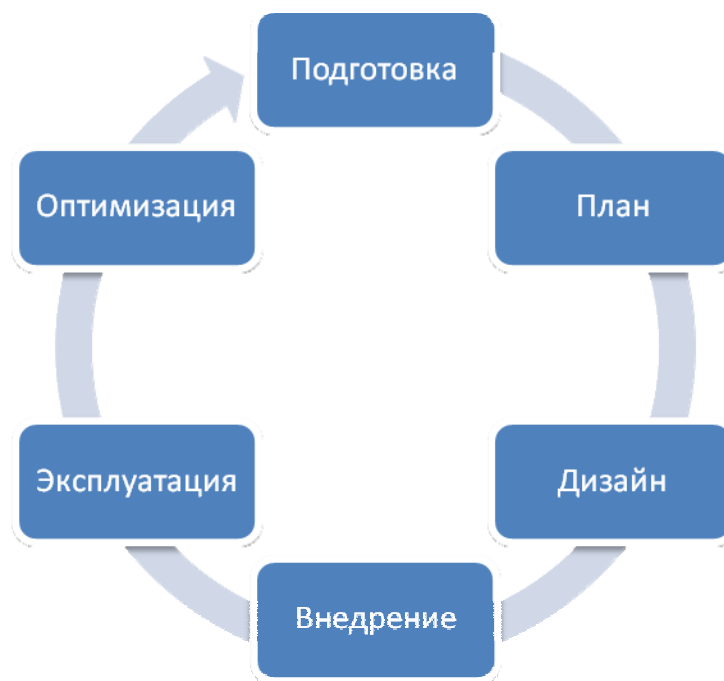 Подготовка
План
Дизайн
Внедрение
Эксплуатация
Оптимизация